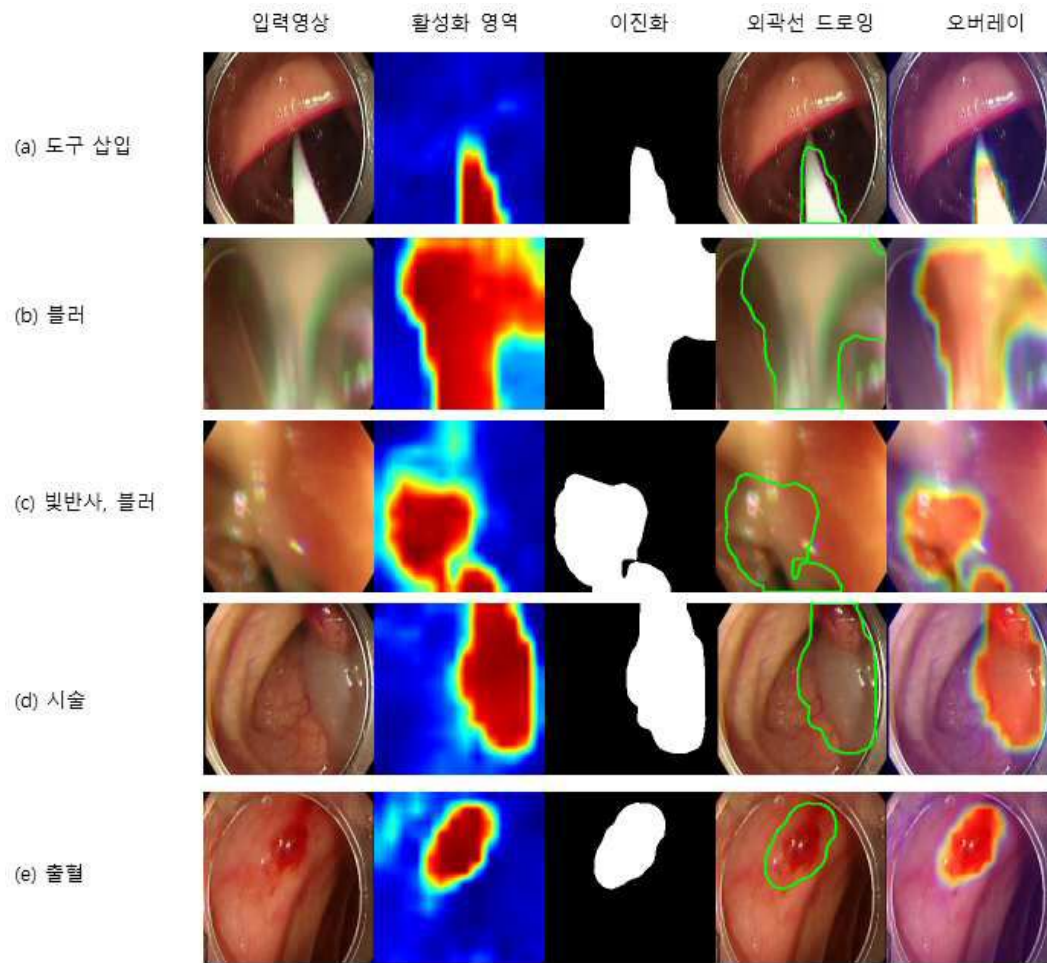 입력영상 활성화 영역 이진화 외곽선 드로잉 오버레이
(a) 도구 삽입
(b) 블러
(c) 빛반사, 블러
(d) 시술
(e) 출혈